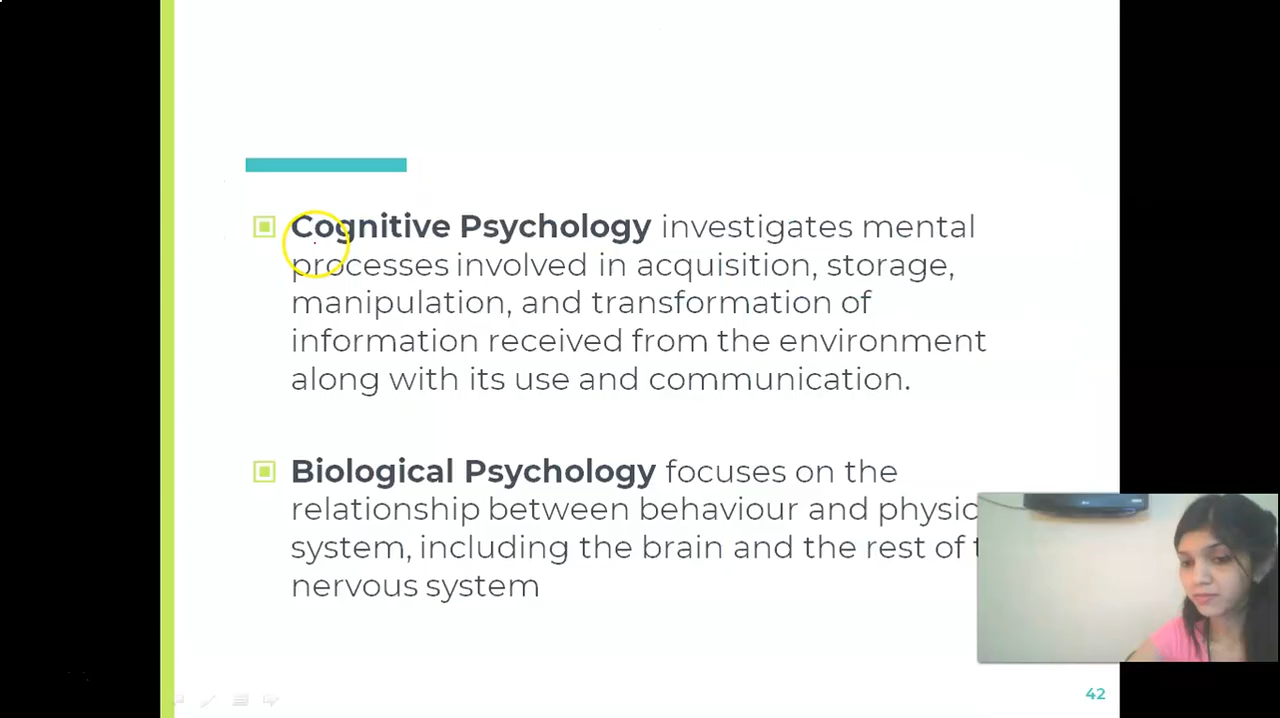 Cognitive Psychology investigates mental
processes involved in acquisition, storage,
manipulation, and transformation of
information received from the environment
along with its use and communication.
Biological Psychology focuses on the
relationship between behaviour and
system, including the brain and the rest of
nervous system
42